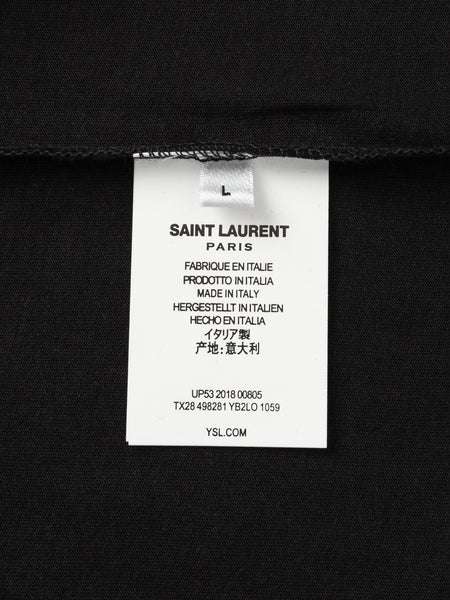 L
SAINT LAURENT
PARIS
FABRIQUE EN ITALIE
PRODOTTO IN ITALIA
MADE IN ITALY
HERGESTELLT IN ITALIEN
HECHO EN ITALIA
イタリア製
产地:意大利
UP53 2018 00805
TX28 498281 YB2LO 1059
YSL.COM